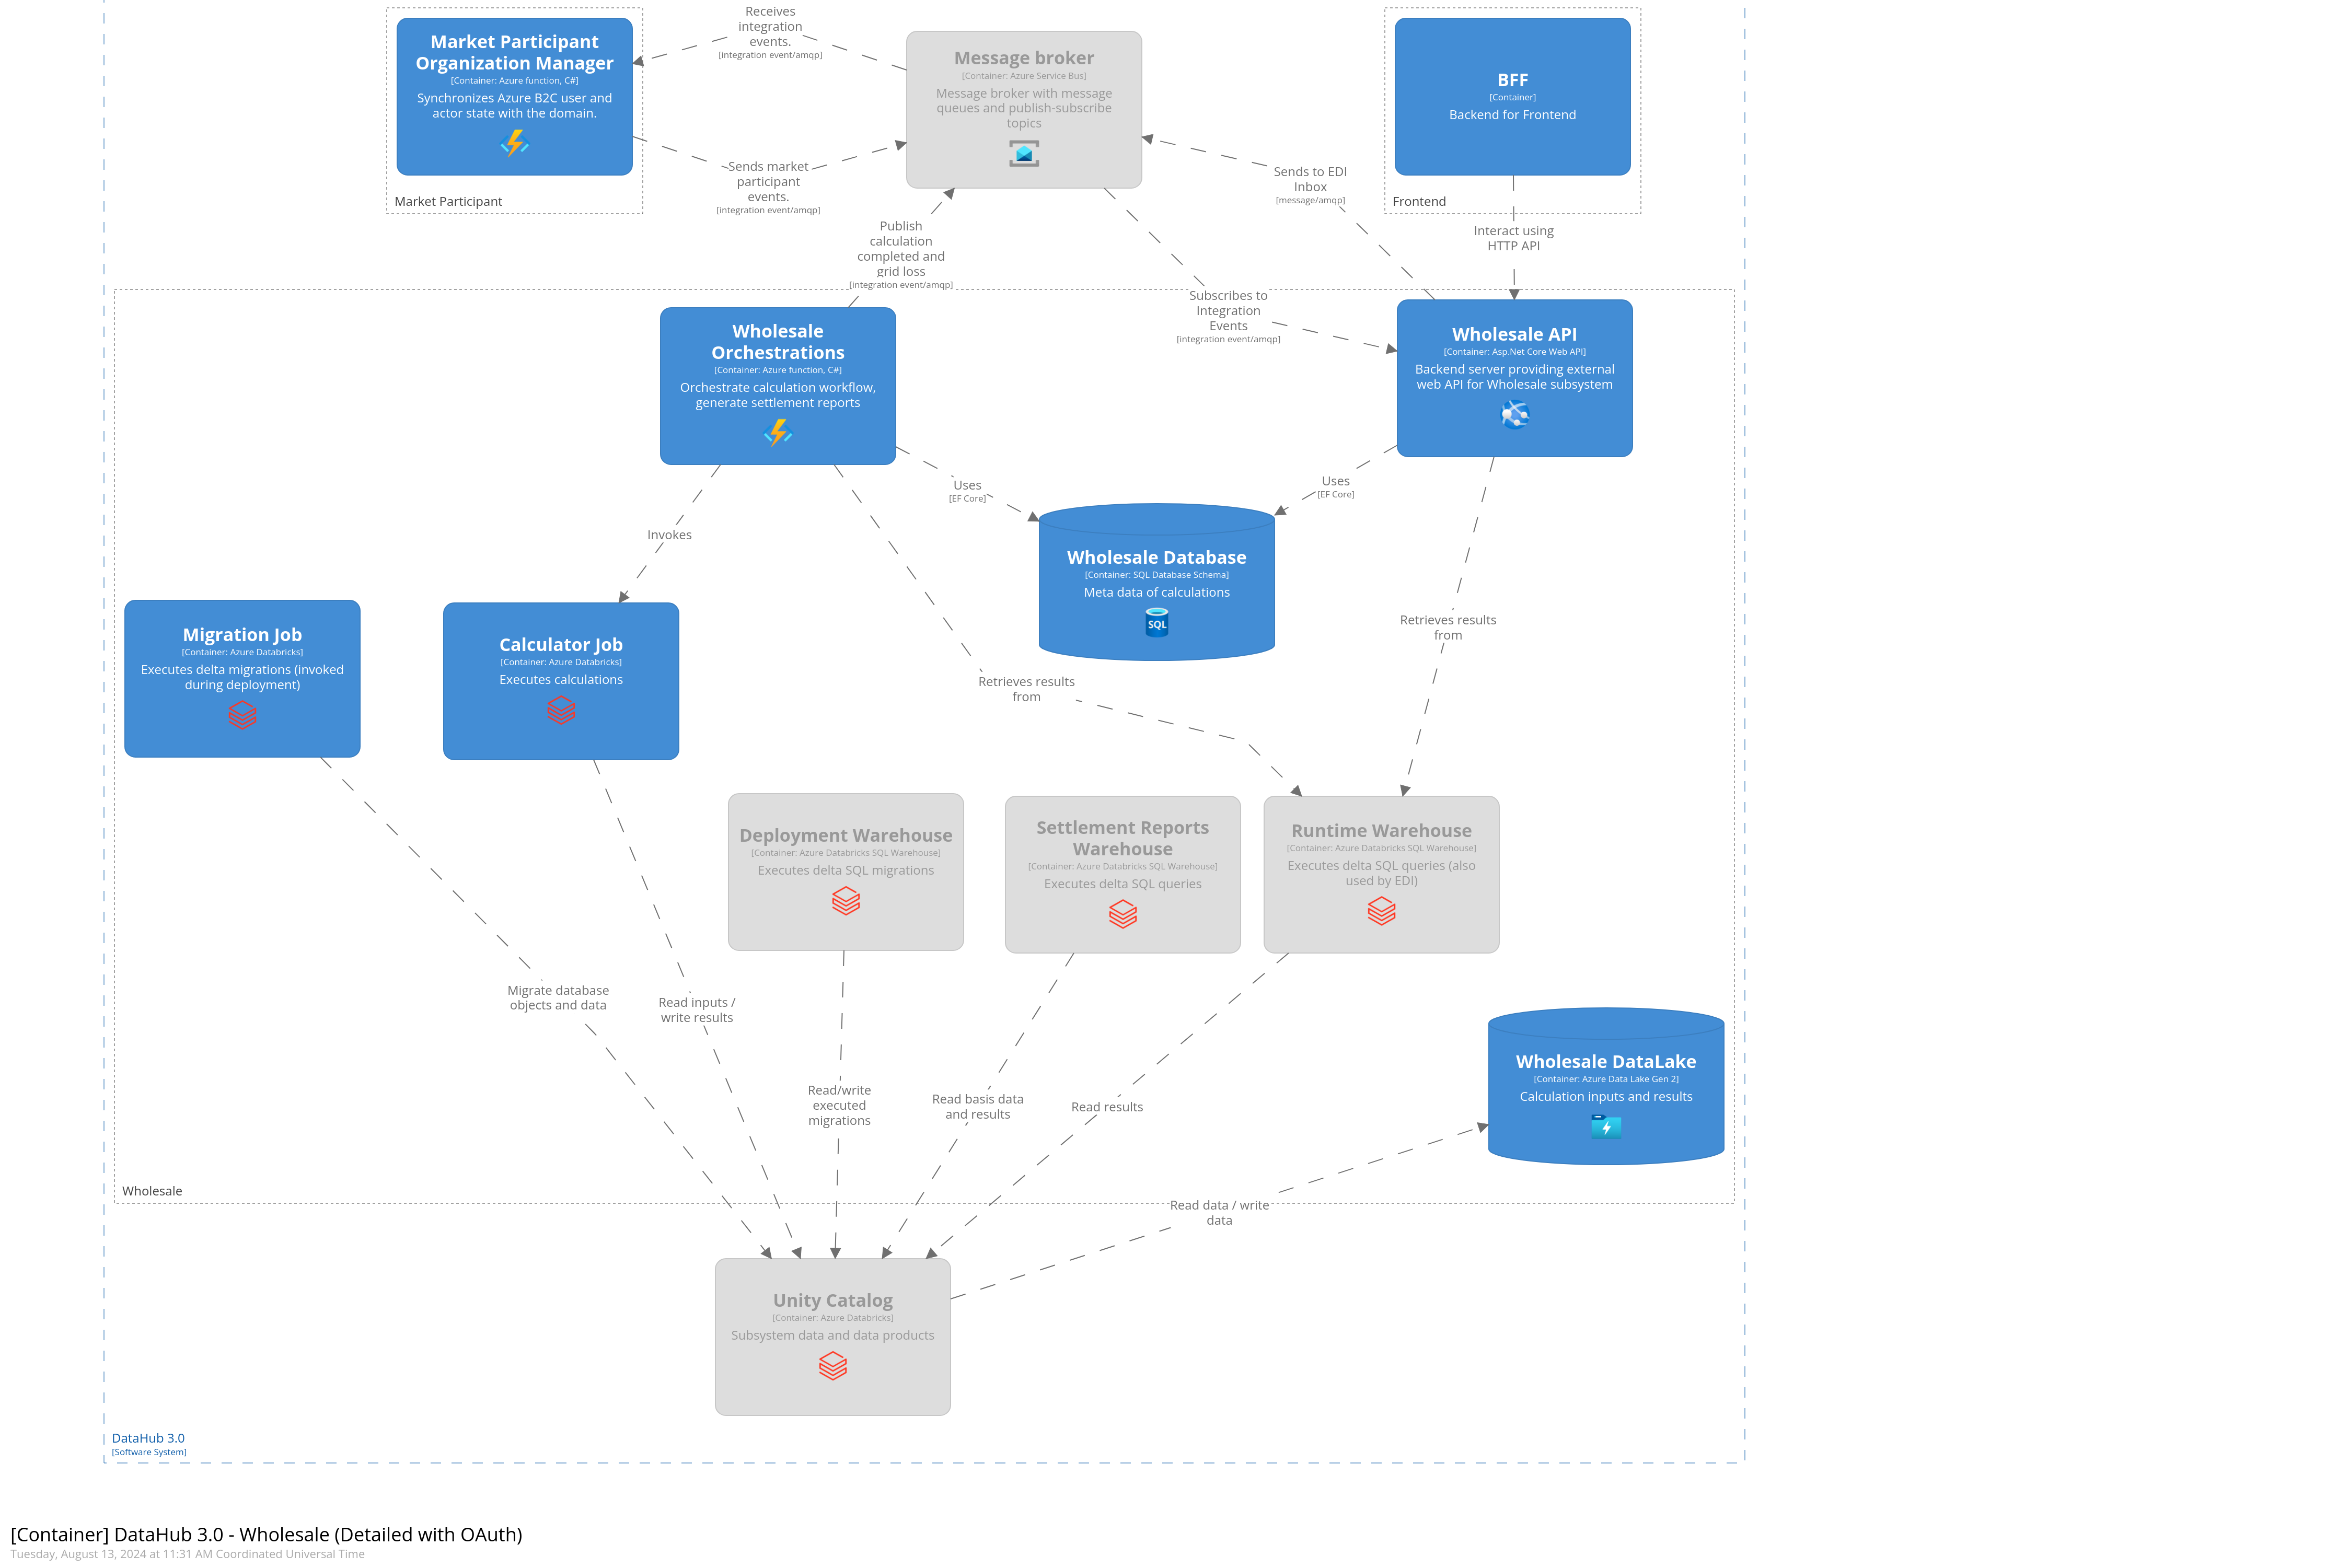 Receives
integration
events.
[integration event/amqp]
Market Participant
Organization Manager
[Container: Azure function, C#]
Synchronizes Azure B2C user and
actor state with the domain.
Market Participant
Message broker
[Container: Azure Service Bus]
Message broker with message
queues and publish-subscribe
topics
BFF
[Container]
Backend for Frontend
Frontend
Sends market
participant
events.
[integration event/amqp]
Sends to EDI
Inbox
[message/amqp]
Publish
calculation
completed and
grid loss
[integration event/amqp]
Interact using
HTTP API
Subscribes to
Integration
Events
[integration event/amqp]
Wholesale
Orchestrations
[Container: Azure function, C#]
Orchestrate calculation workflow,
generate settlement reports
Wholesale API
[Container: Asp.Net Core Web API]
Backend server providing external
web API for Wholesale subsystem
Uses
[EF Core]
Uses
[EF Core]
Invokes
Wholesale Database
[Container: SQL Database Schema]
Meta data of calculations
SQL
Migration Job
[Container: Azure Databricks]
Executes delta migrations (invoked
during deployment)
Calculator Job
[Container: Azure Databricks]
Executes calculations
Retrieves results
from
Retrieves results
from
Deployment Warehouse
[Container: Azure Databricks SQL Warehouse]
Executes delta SQL migrations
Settlement Reports
Warehouse
[Container: Azure Databricks SQL Warehouse]
Executes delta SQL queries
Runtime Warehouse
[Container: Azure Databricks SQL Warehouse]
Executes delta SQL queries (also
used by EDI)
Migrate database
objects and data
Read inputs /
write results
Read/write
executed
migrations
Read basis data
and results
Read results
Wholesale DataLake
[Container: Azure Data Lake Gen 2]
Calculation inputs and results
Wholesale
Read data / write
data
Unity Catalog
[Container: Azure Databricks]
Subsystem data and data products
DataHub 3.0
[Software System]
[Container] DataHub 3.0 - Wholesale (Detailed with OAuth)
Tuesday, August 13, 2024 at 11:31 AM Coordinated Universal Time